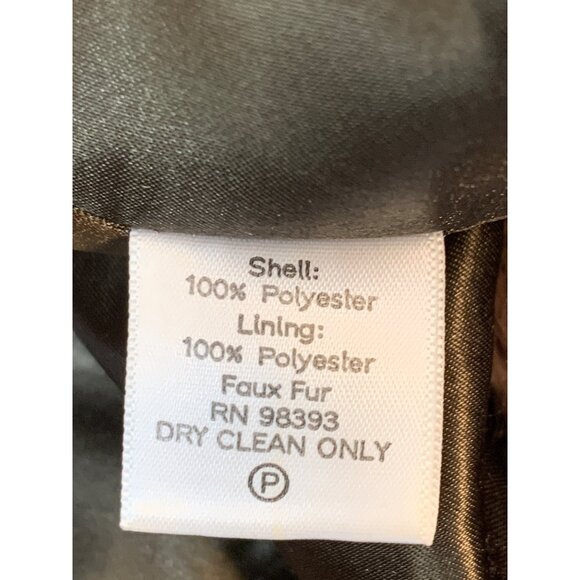 Shell:
100% Polyester
Lining:
100% Polyester
Faux Fur
RN 98393
DRY CLEAN ONLY
P